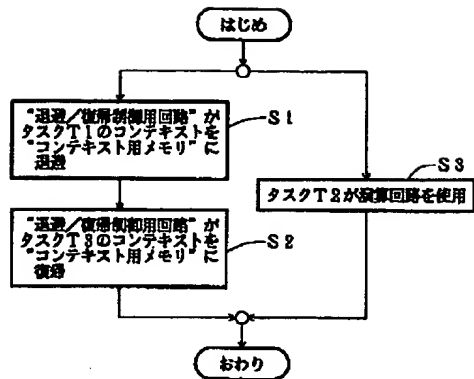 はじめ
"退避/復帰制御用回路"が
タスクT1のコンテキストを
"コンテキスト用メモリ"に
退避
S1
S3
タスクT2が演算回路を使用
"退避/復帰制御用回路"が
タスクT3のコンテキストを
"コンテキスト用メモリ"に
復帰
S2
おわり